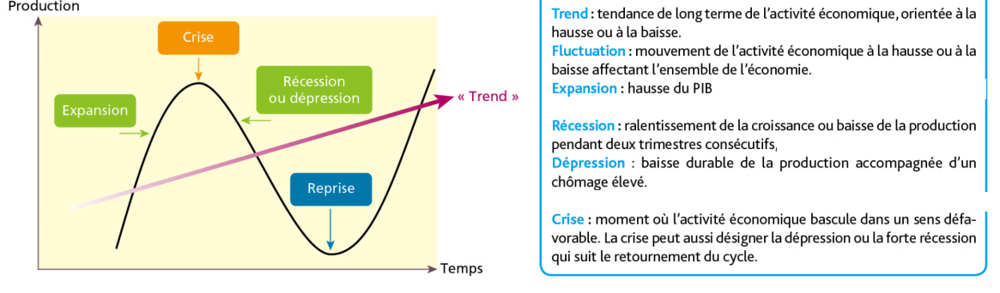 Production
Crise
Récession
ou dépression
« Trend »
Expansion
Reprise
Temps
Trend : tendance de long terme de l'activité économique, orientée à la
hausse ou à la baisse.
Fluctuation : mouvement de l'activité économique à la hausse ou à la
baisse affectant l'ensemble de l'économie.
Expansion : hausse du PIB
Récession : ralentissement de la croissance ou baisse de la production
pendant deux trimestres consécutifs,
Dépression : baisse durable de la production accompagnée d'un
chômage élevé.
Crise : moment où l'activité économique bascule dans un sens défa-
vorable. La crise peut aussi désigner la dépression ou la forte récession
qui suit le retournement du cycle.